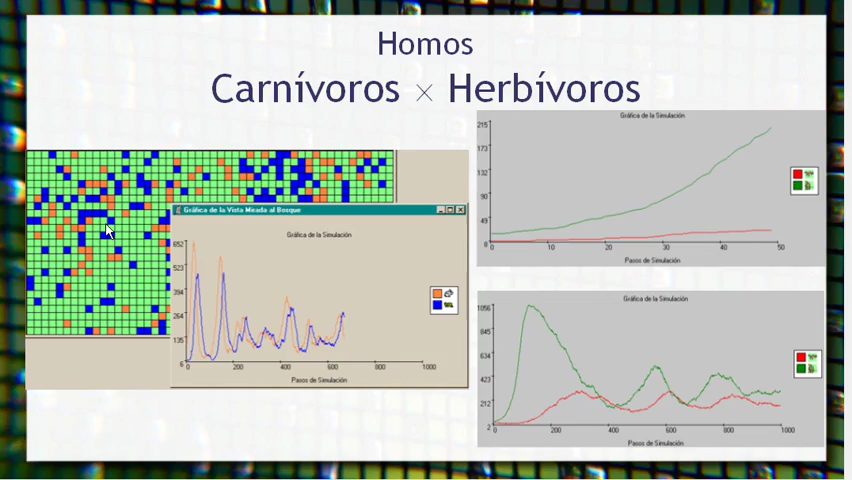 Homos
Carnívoros × Herbívoros
Gráfica de la Simulación
215
173
132
90
49
0
0 10 20 30 40 50
Pasos de Simulación
Gráfica de la Vista Mirada al Bosque
Gráfica de la Simulación
652
523
394
264
135
6
0 200 400 600 800 1000
Pasos de Simulación
Gráfica de la Simulación
1056
845
634
423
212
2
0 200 400 600 800 1000
Pasos de Simulación